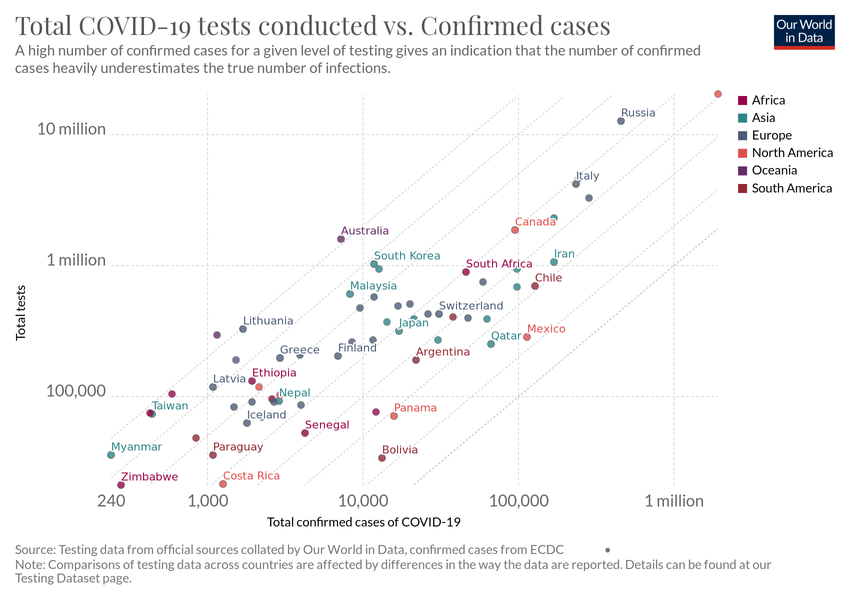 Total COVID-19 tests conducted vs. Confirmed cases
Our World
in Data
A high number of confirmed cases for a given level of testing gives an indication that the number of confirmed
cases heavily underestimates the true number of infections.
Africa
Asia
Europe
North America
Oceania
South America
Total tests
10 million
1 million
100,000
Russia
Italy
Canada
Australia
South Korea
Iran
South Africa
Chile
Malaysia
Switzerland
Lithuania
Japan
Mexico
Qatar
Greece
Finland
Argentina
Ethiopia
Latvia
Nepal
Taiwan
Iceland
Panama
Senegal
Myanmar
Paraguay
Bolivia
Zimbabwe
Costa Rica
240
1,000
10,000
100,000
1 million
Total confirmed cases of COVID-19
Source: Testing data from official sources collated by Our World in Data, confirmed cases from ECDC •
Note: Comparisons of testing data across countries are affected by differences in the way the data are reported. Details can be found at our
Testing Dataset page.